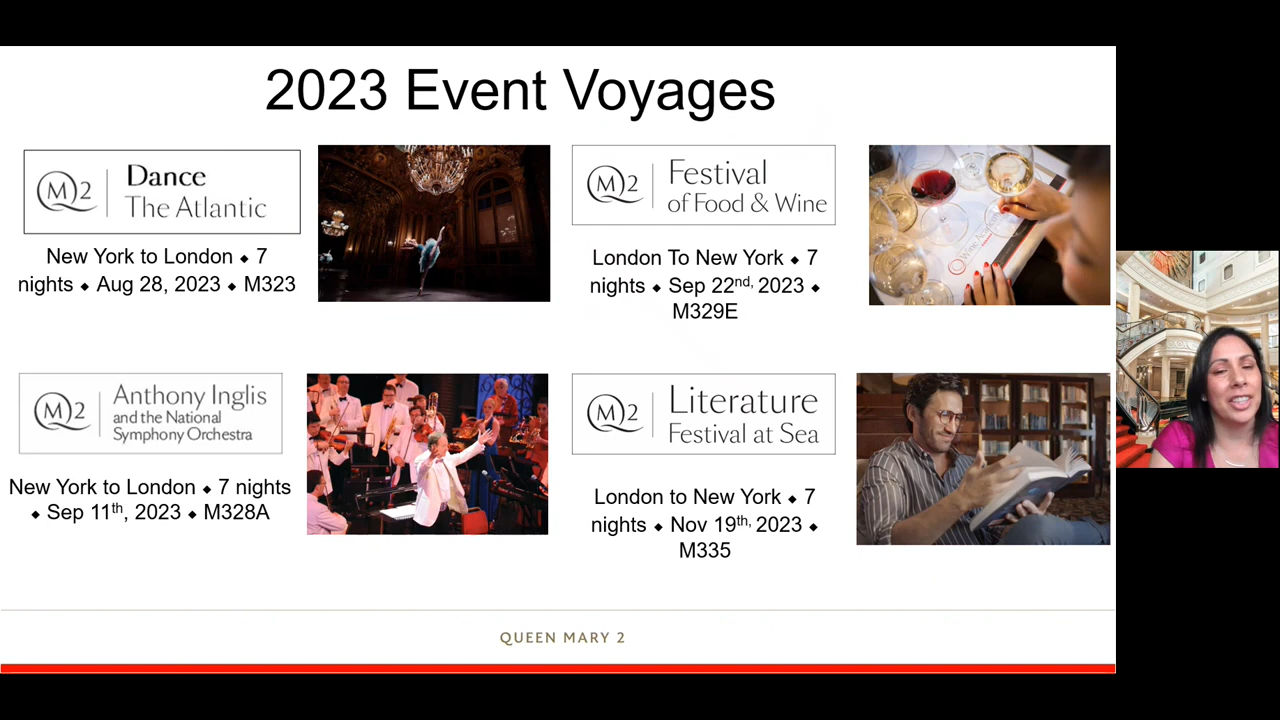 2023 Event Voyages
QM2
Dance
The Atlantic
New York to London ◆ 7
nights ◆ Aug 28, 2023 ◆ M323
QM2
Festival
of Food & Wine
London To New York ◆ 7
nights ◆ Sep 22nd, 2023 ◆
M329E
QM2
Anthony Inglis
and the National
Symphony Orchestra
New York to London ◆ 7 nights
◆ Sep 11th, 2023 ◆ M328A
QM2
Literature
Festival at Sea
London to New York ◆ 7
nights ◆ Nov 19th, 2023 ◆
M335
QUEEN MARY 2